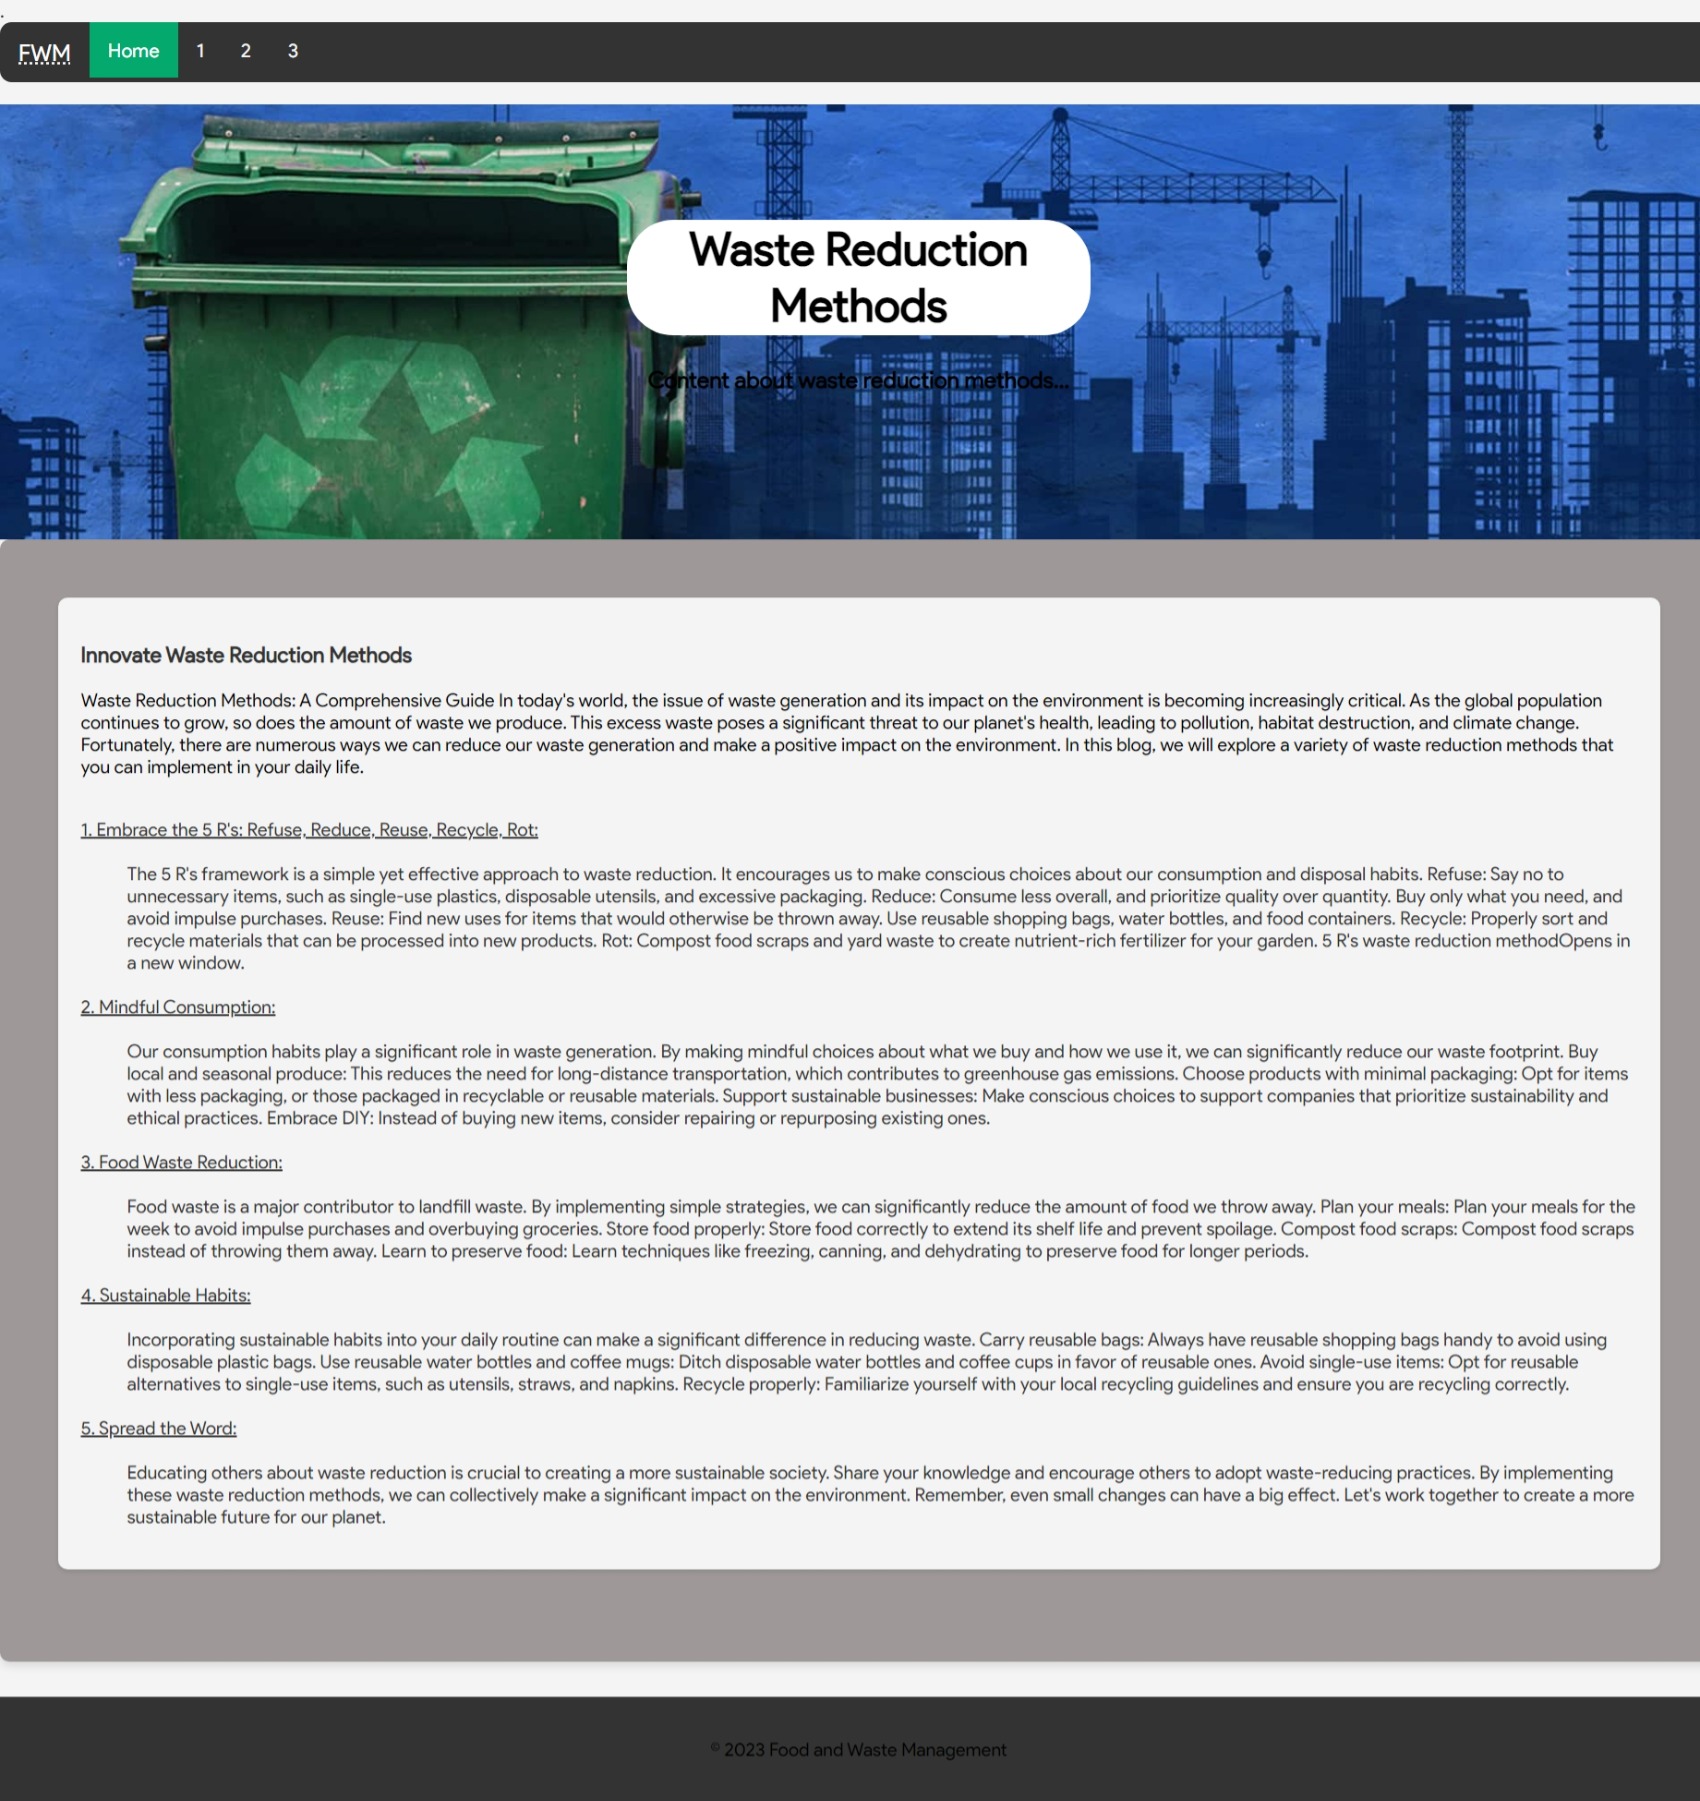 .
FWM Home 1 2 3
Waste Reduction
Methods
Content about waste reduction methods...
Innovate Waste Reduction Methods
Waste Reduction Methods: A Comprehensive Guide In today's world, the issue of waste generation and its impact on the environment is becoming increasingly critical. As the global population
continues to grow, so does the amount of waste we produce. This excess waste poses a significant threat to our planet's health, leading to pollution, habitat destruction, and climate change.
Fortunately, there are numerous ways we can reduce our waste generation and make a positive impact on the environment. In this blog, we will explore a variety of waste reduction methods that
you can implement in your daily life.
1. Embrace the 5 R's: Refuse, Reduce, Reuse, Recycle, Rot:
The 5 R's framework is a simple yet effective approach to waste reduction. It encourages us to make conscious choices about our consumption and disposal habits. Refuse: Say no to
unnecessary items, such as single-use plastics, disposable utensils, and excessive packaging. Reduce: Consume less overall, and prioritize quality over quantity. Buy only what you need, and
avoid impulse purchases. Reuse: Find new uses for items that would otherwise be thrown away. Use reusable shopping bags, water bottles, and food containers. Recycle: Properly sort and
recycle materials that can be processed into new products. Rot: Compost food scraps and yard waste to create nutrient-rich fertilizer for your garden. 5 R's waste reduction methodOpens in
a new window.
2. Mindful Consumption:
Our consumption habits play a significant role in waste generation. By making mindful choices about what we buy and how we use it, we can significantly reduce our waste footprint. Buy
local and seasonal produce: This reduces the need for long-distance transportation, which contributes to greenhouse gas emissions. Choose products with minimal packaging: Opt for items
with less packaging, or those packaged in recyclable or reusable materials. Support sustainable businesses: Make conscious choices to support companies that prioritize sustainability and
ethical practices. Embrace DIY: Instead of buying new items, consider repairing or repurposing existing ones.
3. Food Waste Reduction:
Food waste is a major contributor to landfill waste. By implementing simple strategies, we can significantly reduce the amount of food we throw away. Plan your meals: Plan your meals for the
week to avoid impulse purchases and overbuying groceries. Store food properly: Store food correctly to extend its shelf life and prevent spoilage. Compost food scraps: Compost food scraps
instead of throwing them away. Learn to preserve food: Learn techniques like freezing, canning, and dehydrating to preserve food for longer periods.
4. Sustainable Habits:
Incorporating sustainable habits into your daily routine can make a significant difference in reducing waste. Carry reusable bags: Always have reusable shopping bags handy to avoid using
disposable plastic bags. Use reusable water bottles and coffee mugs: Ditch disposable water bottles and coffee cups in favor of reusable ones. Avoid single-use items: Opt for reusable
alternatives to single-use items, such as utensils, straws, and napkins. Recycle properly: Familiarize yourself with your local recycling guidelines and ensure you are recycling correctly.
5. Spread the Word:
Educating others about waste reduction is crucial to creating a more sustainable society. Share your knowledge and encourage others to adopt waste-reducing practices. By implementing
these waste reduction methods, we can collectively make a significant impact on the environment. Remember, even small changes can have a big effect. Let's work together to create a more
sustainable future for our planet.
© 2023 Food and Waste Management